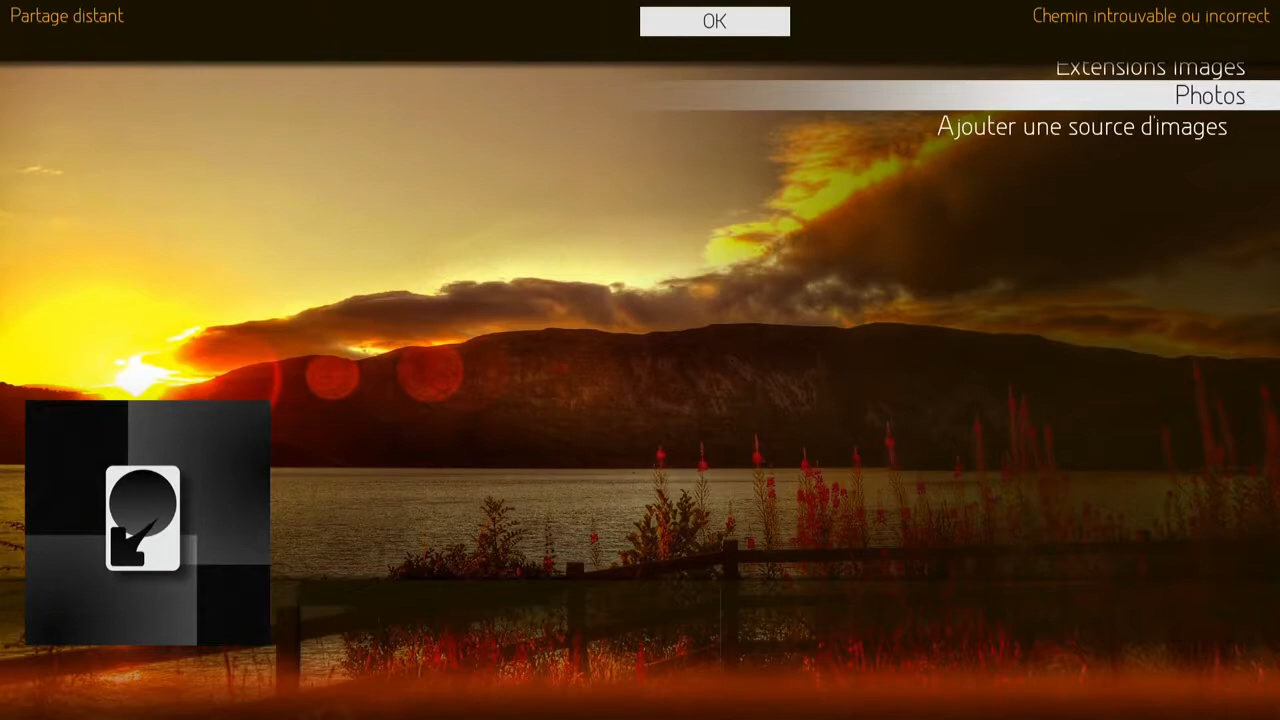 Partage distant
OK
Chemin introuvable ou incorrect
Extensions Images
Photos
Ajouter une source d'images